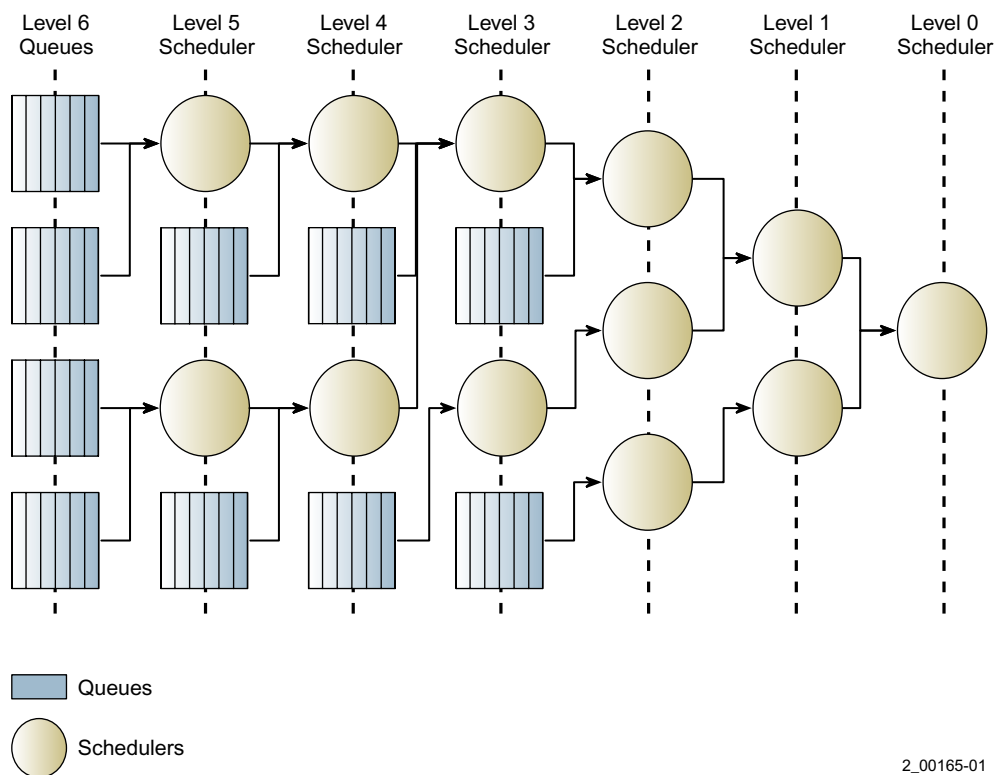 Level 6 Level 5 Level 4 Level 3 Level 2 Level 1 Level 0
Queues Scheduler Scheduler Scheduler Scheduler Scheduler Scheduler
Queues
Schedulers
2_00165-01